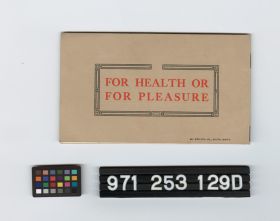 FOR HEALTH OR
FOR PLEASURE
971 253 129D